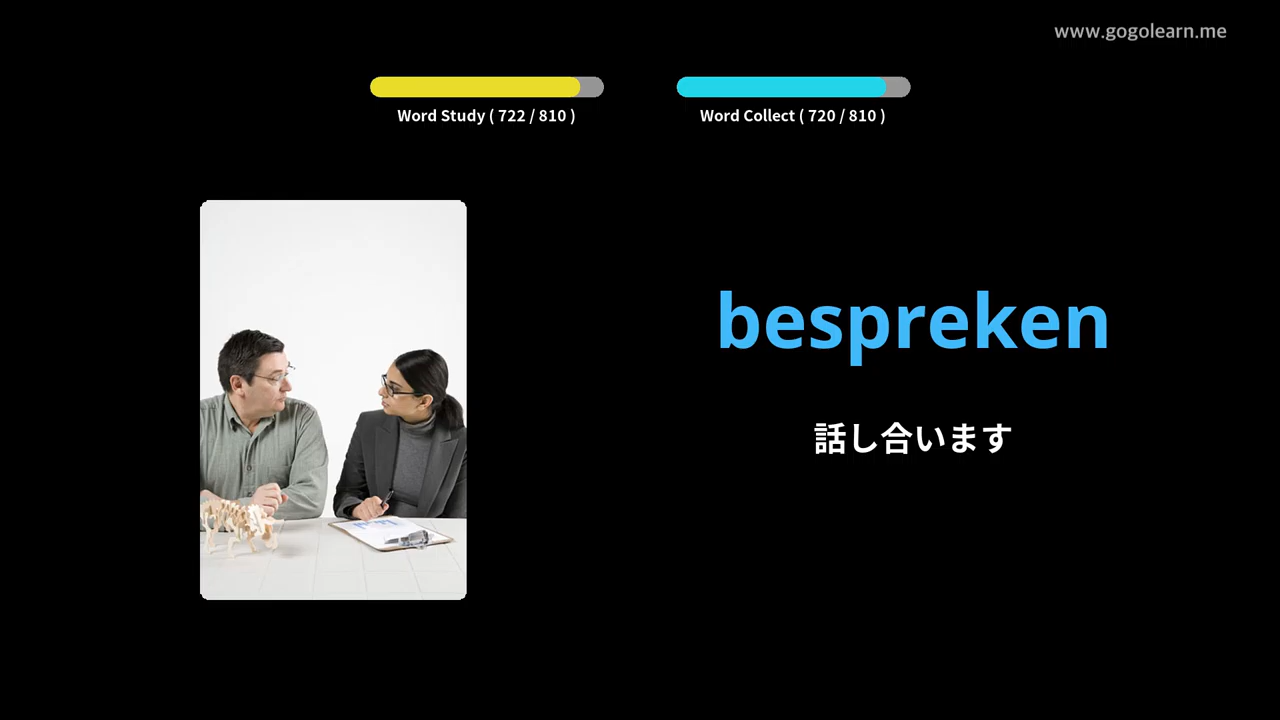 www.gogolearn.me
Word Study ( 722 / 810 )
Word Collect ( 720 / 810 )
bespreken
話し合います